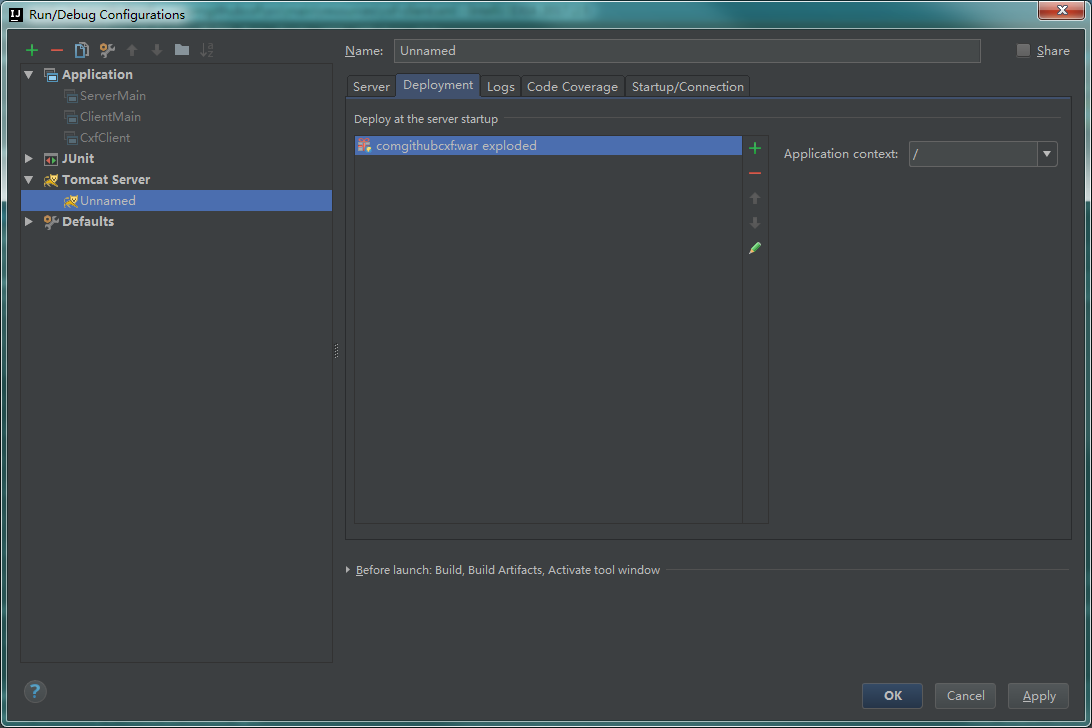 IJ Run/Debug Configurations
Name: Unnamed
Share
Application
ServerMain
ClientMain
CxfClient
JUnit
Tomcat Server
Unnamed
Defaults
Server Deployment Logs Code Coverage Startup/Connection
Deploy at the server startup
comgithubcxf:war exploded
Application context: /
Before launch: Build, Build Artifacts, Activate tool window
?
OK Cancel Apply